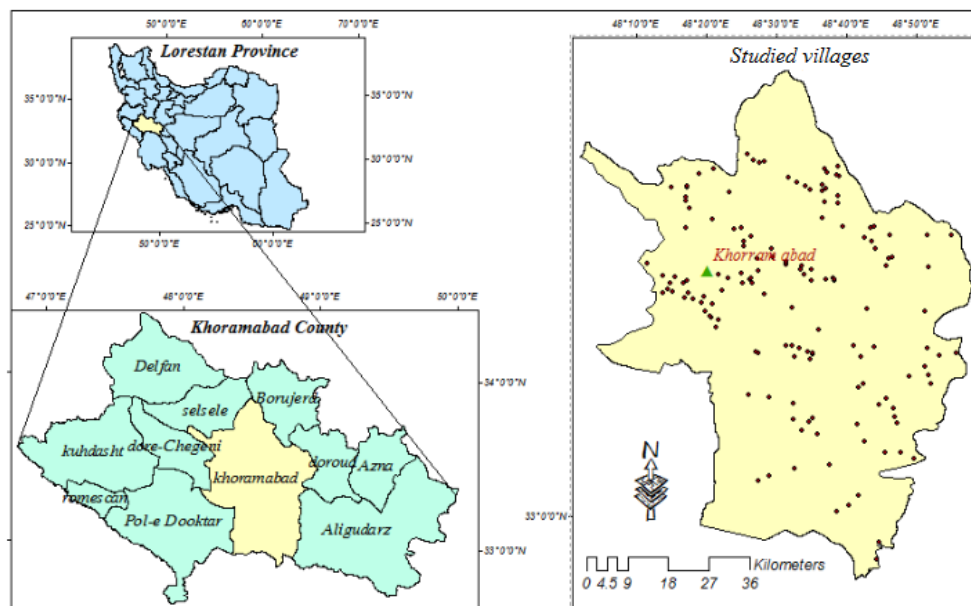 50°0'0"E 60°0'0"E 70°0'0"E
Lorestan Province
35°0'0"N 35°0'0"N
30°0'0"N 30°0'0"N
25°0'0"N 25°0'0"N
50°0'0"E 60°0'0"E
47°0'0"E 48°0'0"E 49°0'0"E 50°0'0"E
Khoramabad County
Delfan
Borujerd
selsele
34°0'0"N
kuhdasht
dore-Chegeni
doroud
Azna
khoramabad
romescan
Pol-e Dooktar
Aligudarz
33°0'0"N
48°10'0"E 48°20'0"E 48°30'0"E 48°40'0"E 48°50'0"E
Studied villages
Khorram abad
N
33°0'0"N
Kilometers
0 4.5 9 18 27 36